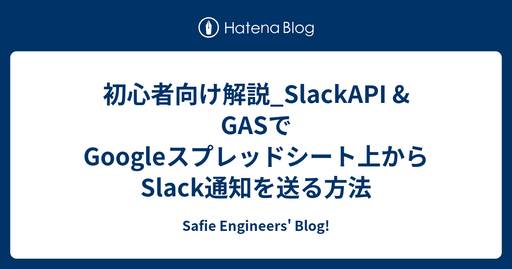 Hatena Blog
初心者向け解説_SlackAPI &
GASで
Googleスプレッドシート上から
Slack通知を送る方法
Safie Engineers' Blog!